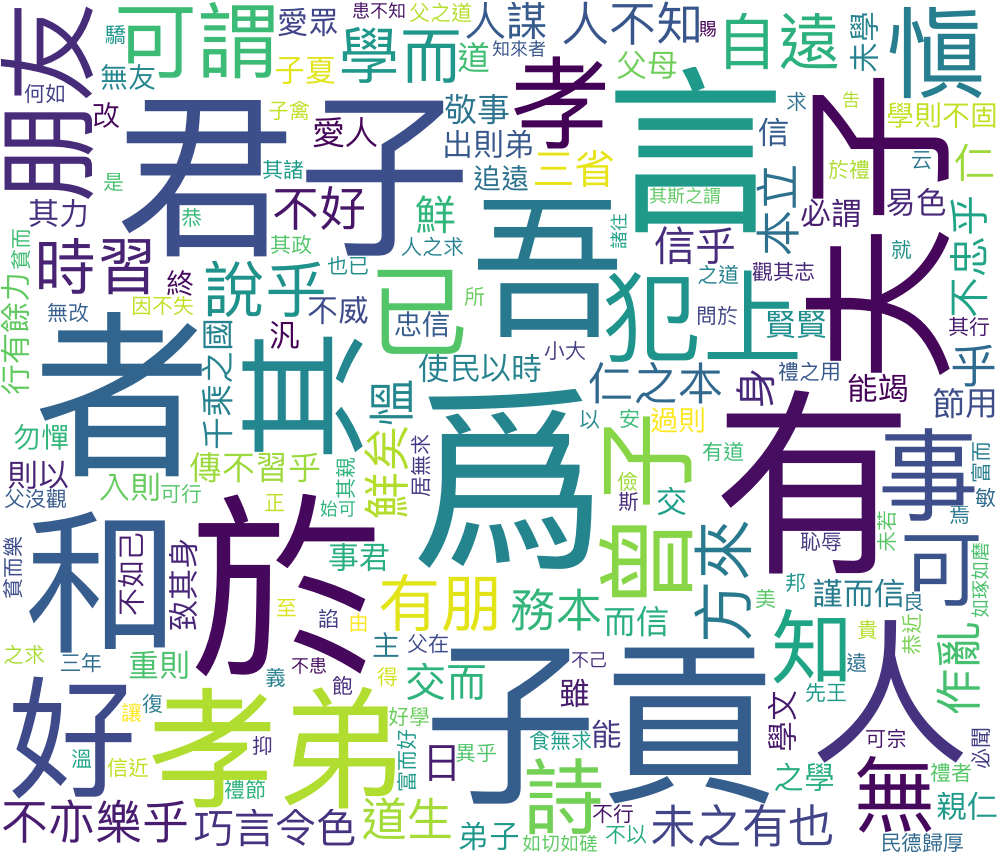 朋友
可謂
愛眾
患不知
父之道
人謀
人不知
賜
自遠
未學
愼
驕
無友
子夏
學而
道
知來者
父母
何如
改
子禽
愛人
敬事
孝
言
求
告
學則不固
君子
其諸
不好
出則弟
追遠
三省
信
夫子
云
仁
是
其力
恭
其政
鮮
吾
其斯之謂
本立
於禮
必謂
易色
時習
說乎
人之求
已
信乎
諸往
犯上
之道
觀其志
就
不忠乎
貧而
行有餘力
終
也已
不威
忠信
所
問於
賢賢
其行
無改
因不失
汎
小大
者
千乘之國
其
慍
使民以時
仁之本
身
禮之用
能竭
乎
節用
勿憚
則以
傳不習乎
其親
鮮矣
居無求
爲
以
安
子
過則
有
有道
事
富而
父沒觀
入則
可行
正
始可
儉
斯
交
曾子
敏
焉
和
不如己
致其身
於
事君
有朋
務本
而信
方來
恥辱
未若
可
貧而樂
至
諂
由
美
邦
謹而信
良
恭近
如琢如磨
之求
三年
重則
不患
主
父在
子貢
不己
知
貴
人
作亂
好
孝弟
讓
復
義
飽
得
交而
雖
遠
先王
學文
溫
信近
抑
好學
富而好
異乎
食無求
能
可宗
必聞
無
禮者
不亦樂乎
巧言令色
禮節
道生
日
弟子
詩
不行
之學
親仁
如切如磋
不以
未之有也
民德歸厚